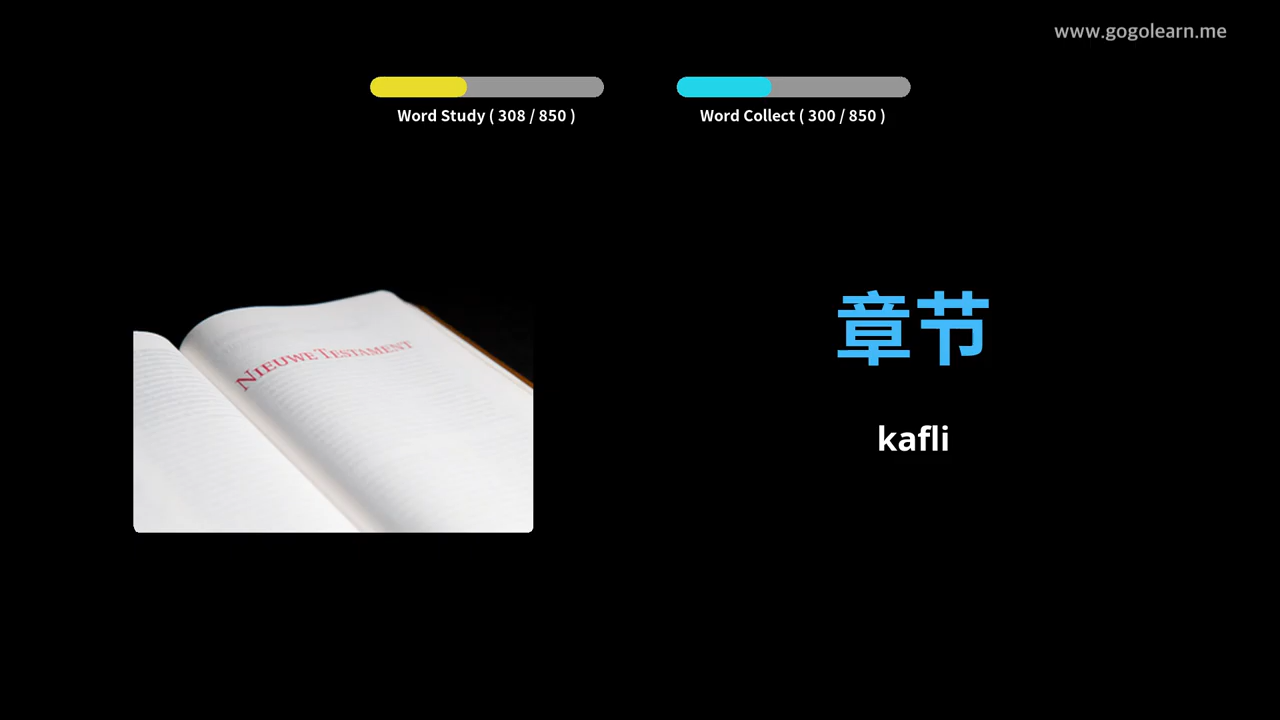 www.gogolearn.me
Word Study ( 308 / 850 )
Word Collect ( 300 / 850 )
NIEUWE TESTAMENT
章节
kafli